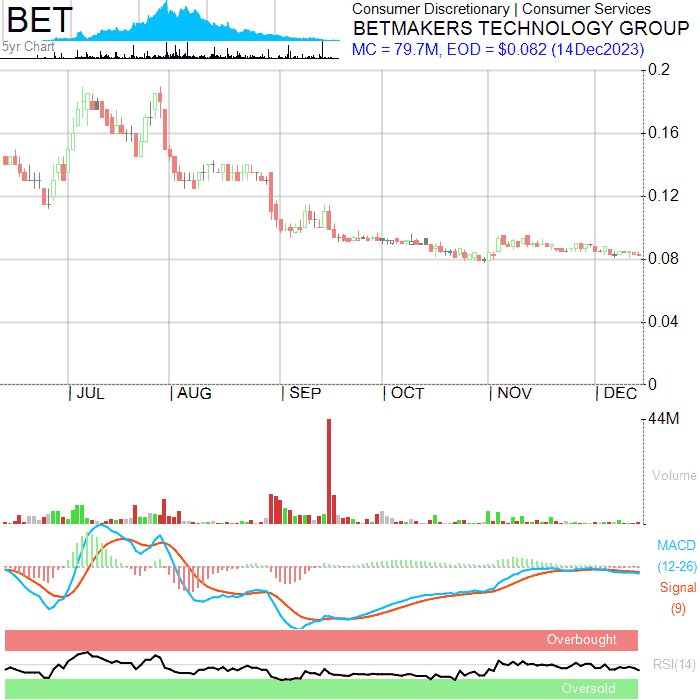 BET
5yr Chart
Consumer Discretionary | Consumer Services
BETMAKERS TECHNOLOGY GROUP
MC = 79.7M, EOD = $0.082 (14Dec2023)
0.2
0.16
0.12
0.08
0.04
0
| JUL | AUG | SEP | OCT | NOV | DEC
44M
Volume
MACD
(12-26)
Signal
(9)
Overbought
RSI(14)
Oversold